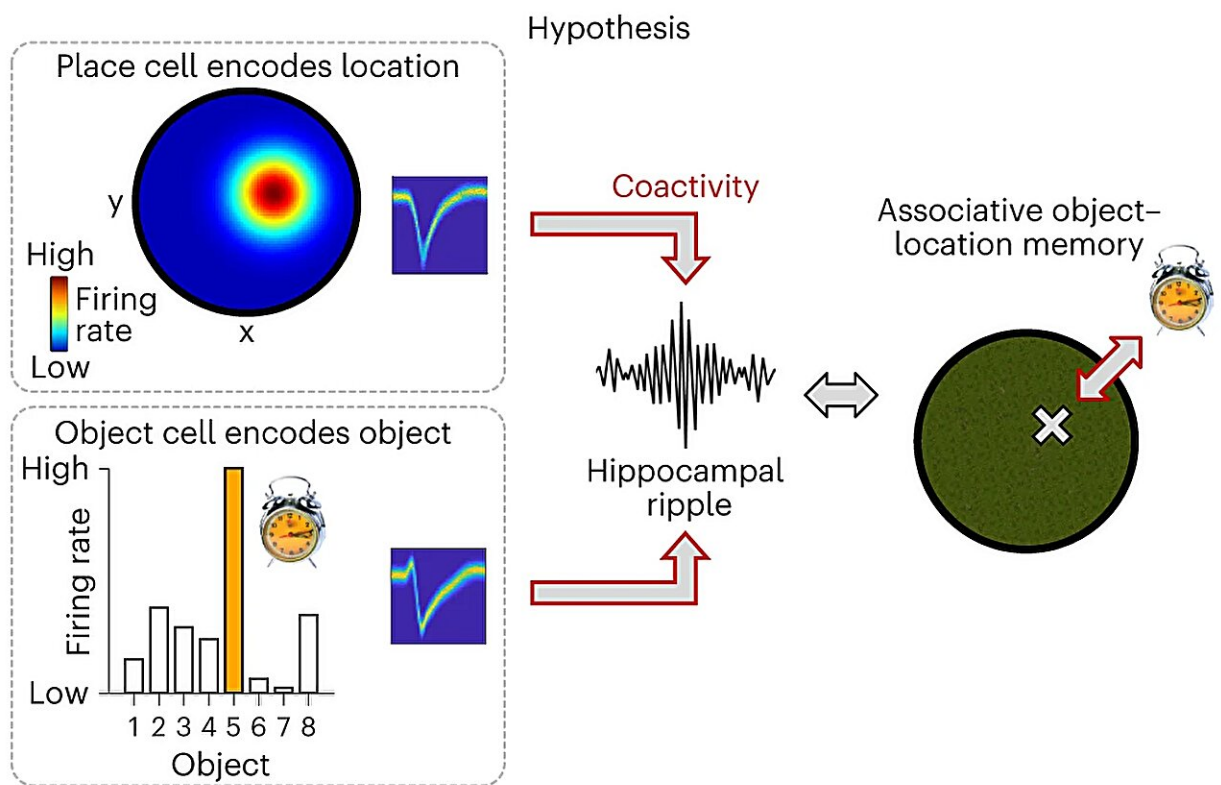 Hypothesis
Place cell encodes location
y
High
Firing
rate
Low
x
Object cell encodes object
High
Firing rate
Low
1 2 3 4 5 6 7 8
Object
Coactivity
Hippocampal
ripple
Associative object–
location memory